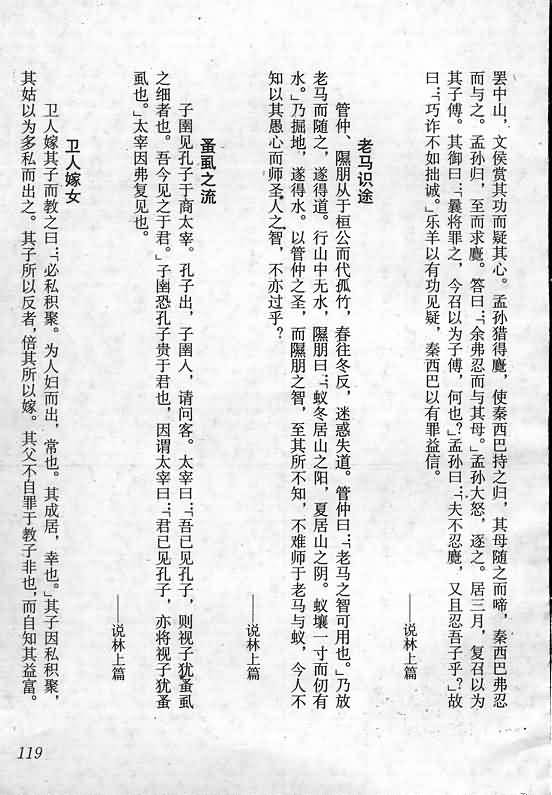 罢中山，文侯赏其功而疑其心。孟孙猎得麑，使秦西巴持之归，其母随之而啼，秦西巴弗忍
而与之。孟孙归，至而求麑。答曰：“余弗忍而与其母。”孟孙大怒，逐之。居三月，复召以为
其子傅。其御曰：“曩将罪之，今召以为子傅，何也？”孟孙曰：“夫不忍麑，又且忍吾子乎？”故
曰：“巧诈不如拙诚。”乐羊以有功见疑，秦西巴以有罪益信。
——说林上篇
老马识途
管仲、隰朋从于桓公而伐孤竹，春往冬反，迷惑失道。管仲曰：“老马之智可用也。”乃放
老马而随之，遂得道。行山中无水，隰朋曰：“蚁冬居山之阳，夏居山之阴。蚁壤一寸而仞有
水。”乃掘地，遂得水。以管仲之圣，而隰朋之智，至其所不知，不难师于老马与蚁，今人不
知以其愚心而师圣人之智，不亦过乎？
——说林上篇
蚤虱之流
子圉见孔子于商太宰。孔子出，子圉入，请问客。太宰曰：“吾已见孔子，则视子犹蚤虱
之细者也。吾今见之于君。”子圉恐孔子贵于君也，因谓太宰曰：“君已见孔子，亦将视子犹蚤
虱也。”太宰因弗复见也。
——说林上篇
卫人嫁女
卫人嫁其子而教之曰：“必私积聚。为人妇而出，常也。其成居，幸也。”其子因私积聚，
其姑以为多私而出之。其子所以反者，倍其所以嫁。其父不自罪于教子非也，而自知其益富。
119